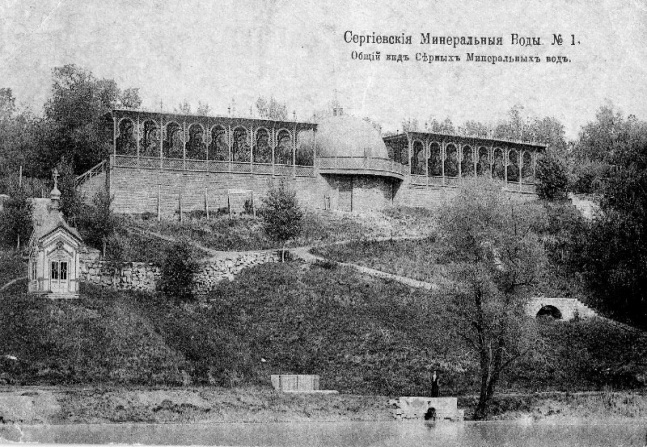 Сергіевскія Минеральныя Воды № 1.
Общій видъ Сѣрныхъ Минеральныхъ водъ.